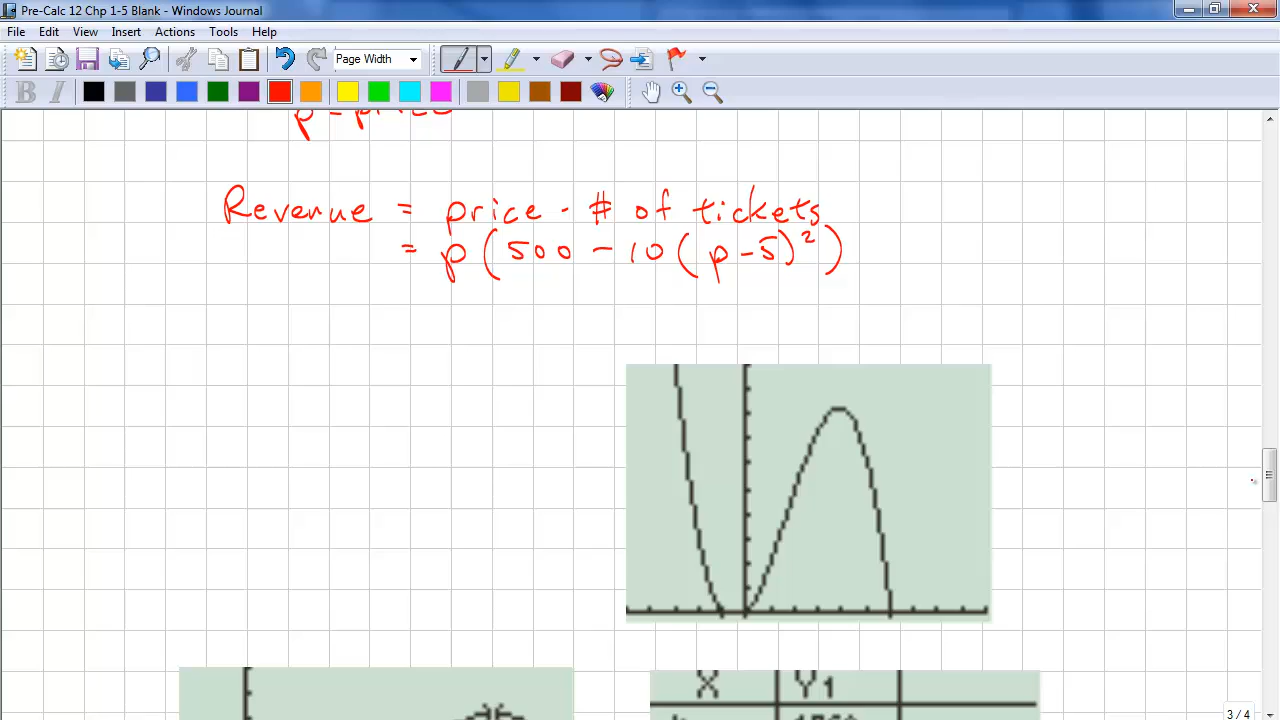 Pre-Calc 12 Chp 1-5 Blank - Windows Journal
File Edit View Insert Actions Tools Help
Page Width
B I
p = price
Revenue = price · # of tickets
= p(500 - 10(p-5)²)
X Y1
3 / 4